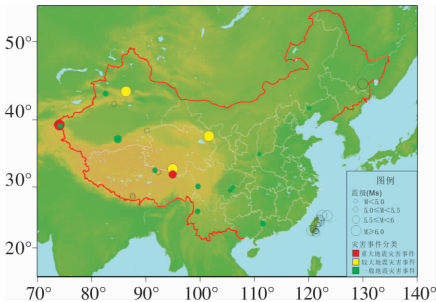 50°
40°
30°
20°
70°
80°
90°
100°
110°
120°
130°
140°
图例
震级(Ms)
M<5.0
5.0≤M<5.5
5.5≤M<6
M≥6.0
灾害事件分类
重大地震灾害事件
较大地震灾害事件
一般地震灾害事件